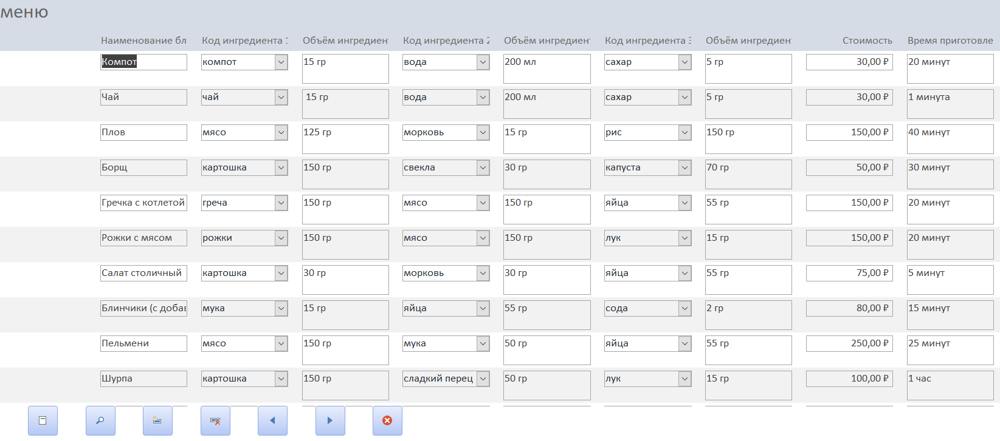 меню
Наименование бл Код ингредиента 1 Объём ингредиент Код ингредиента 2 Объём ингредиент Код ингредиента 3 Объём ингредиент Стоимость Время приготовле
Компот компот 15 гр вода 200 мл сахар 5 гр 30,00 ₽ 20 минут
Чай чай 15 гр вода 200 мл сахар 5 гр 30,00 ₽ 1 минута
Плов мясо 125 гр морковь 15 гр рис 150 гр 150,00 ₽ 40 минут
Борщ картошка 150 гр свекла 30 гр капуста 70 гр 50,00 ₽ 30 минут
Гречка с котлетой греча 150 гр мясо 150 гр яйца 55 гр 150,00 ₽ 20 минут
Рожки с мясом рожки 150 гр мясо 150 гр лук 15 гр 150,00 ₽ 20 минут
Салат столичный картошка 30 гр морковь 30 гр яйца 55 гр 75,00 ₽ 5 минут
Блинчики (с добав мука 15 гр яйца 55 гр сода 2 гр 80,00 ₽ 15 минут
Пельмени мясо 150 гр мука 50 гр яйца 55 гр 250,00 ₽ 25 минут
Шурпа картошка 150 гр сладкий перец 50 гр лук 15 гр 100,00 ₽ 1 час